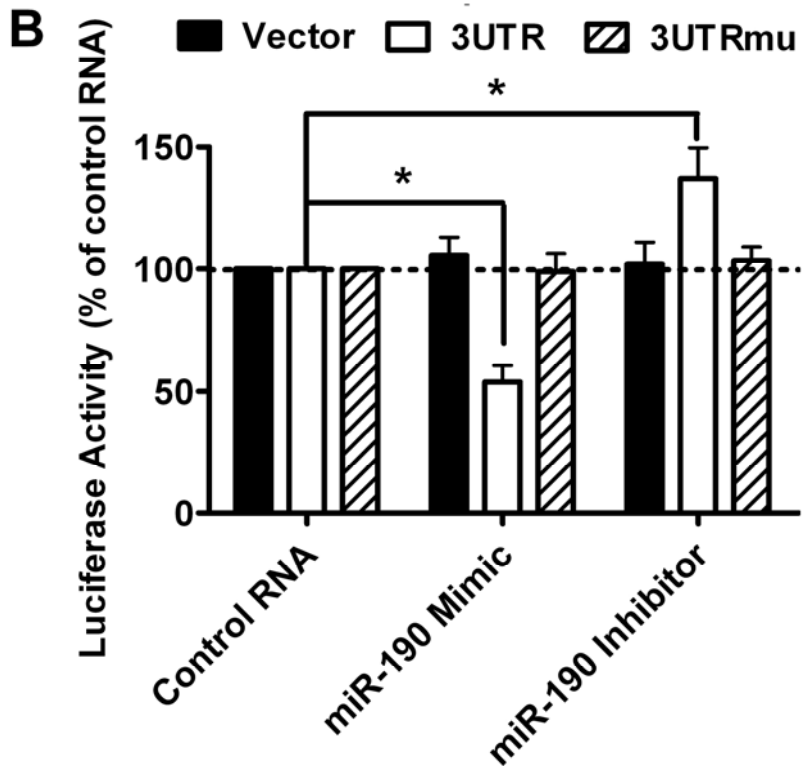 B
Vector 3UTR 3UTRmu
Luciferase Activity (% of control RNA)
150
100
50
0
*
*
Control RNA
miR-190 Mimic
miR-190 Inhibitor